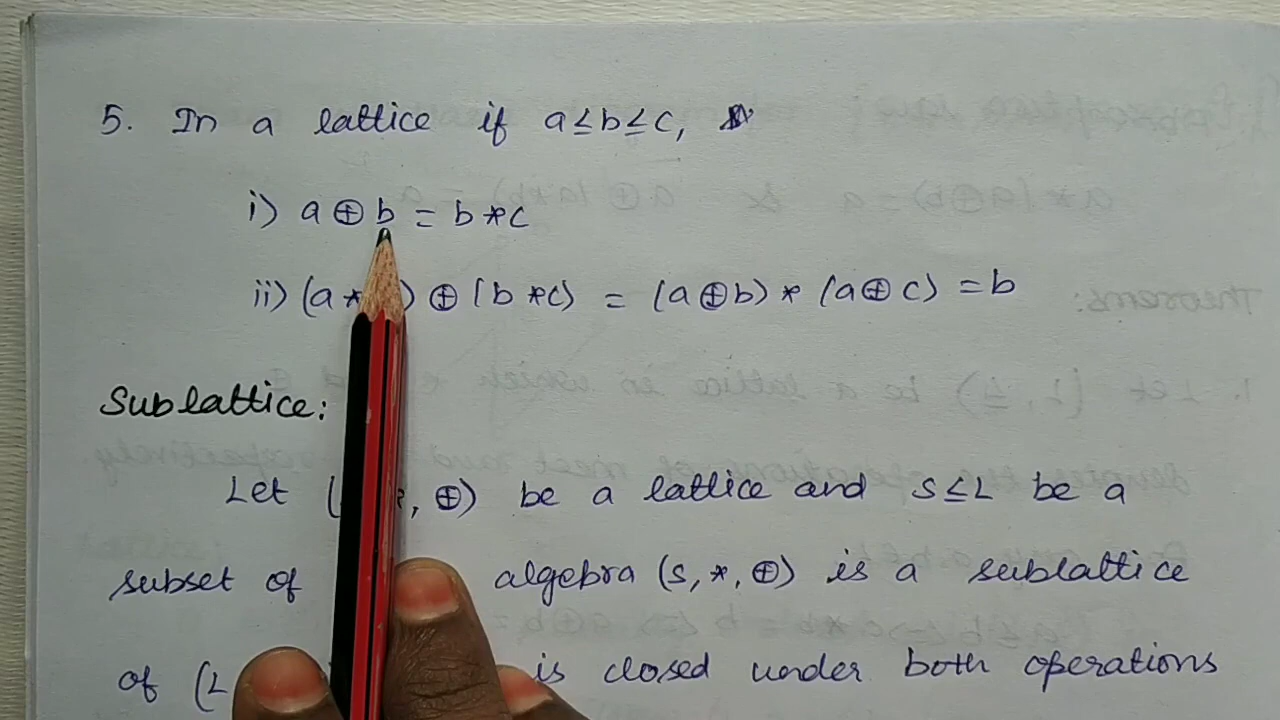 5. In a lattice if a≤b≤c,
i) a ⊕ b = b * c
ii) (a * ) ⊕ (b * c) = (a ⊕ b) * (a ⊕ c) = b
Sublattice:
Let ( , ⊕) be a lattice and S≤L be a
subset of algebra (S, *, ⊕) is a sublattice
of (L is closed under both operations